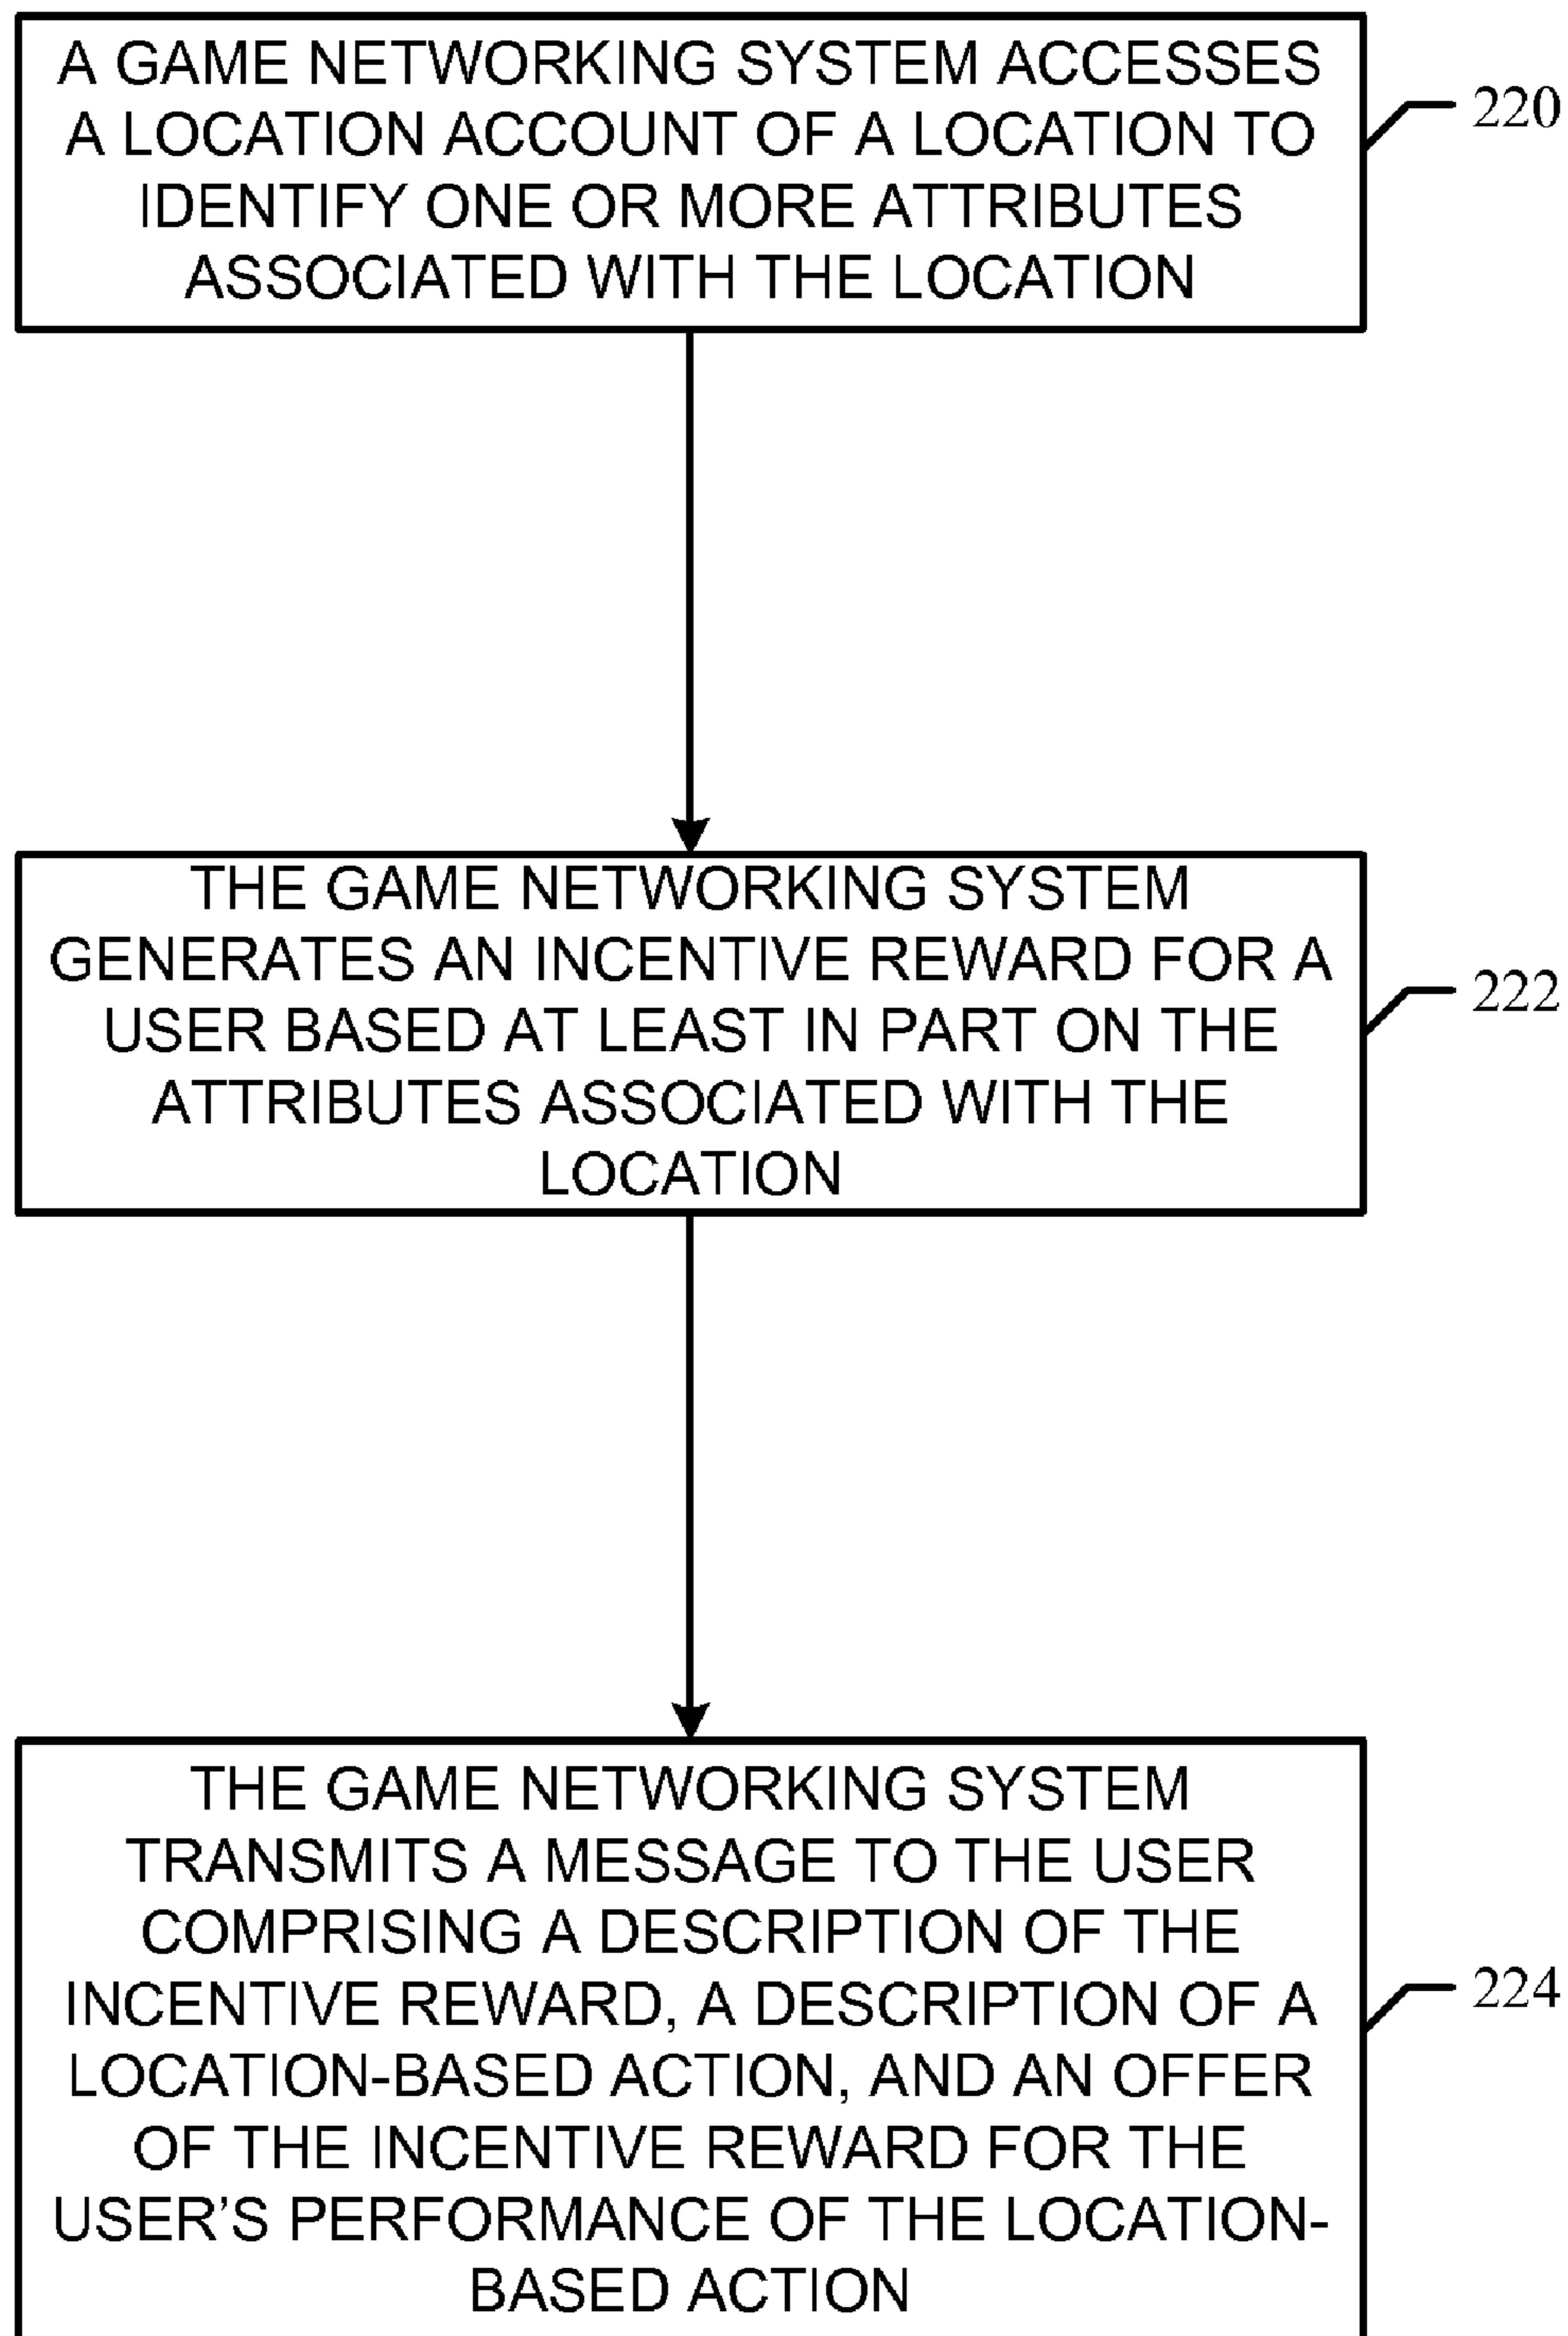 A GAME NETWORKING SYSTEM ACCESSES
A LOCATION ACCOUNT OF A LOCATION TO
IDENTIFY ONE OR MORE ATTRIBUTES
ASSOCIATED WITH THE LOCATION
220
THE GAME NETWORKING SYSTEM
GENERATES AN INCENTIVE REWARD FOR A
USER BASED AT LEAST IN PART ON THE
ATTRIBUTES ASSOCIATED WITH THE
LOCATION
222
THE GAME NETWORKING SYSTEM
TRANSMITS A MESSAGE TO THE USER
COMPRISING A DESCRIPTION OF THE
INCENTIVE REWARD, A DESCRIPTION OF A
LOCATION-BASED ACTION, AND AN OFFER
OF THE INCENTIVE REWARD FOR THE
USER’S PERFORMANCE OF THE LOCATION-
BASED ACTION
224